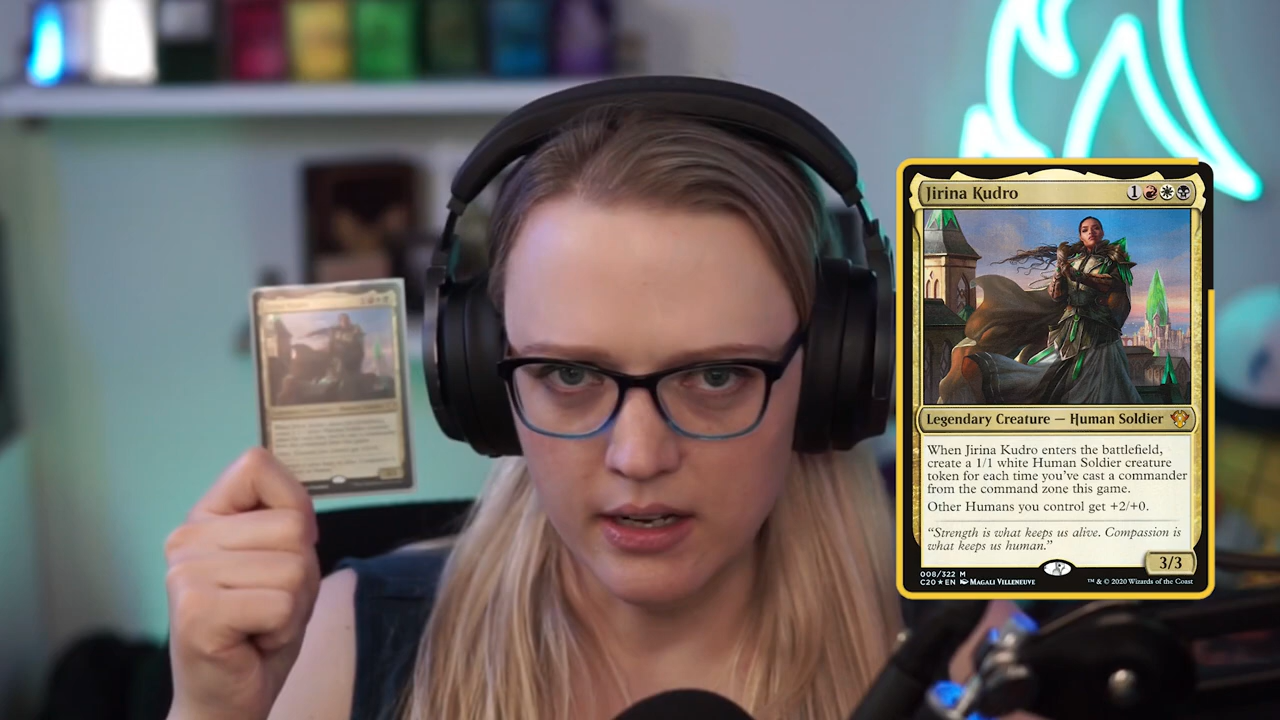 Jirina Kudro
1
Legendary Creature — Human Soldier
When Jirina Kudro enters the battlefield,
create a 1/1 white Human Soldier creature
token for each time you've cast a commander
from the command zone this game.
Other Humans you control get +2/+0.
“Strength is what keeps us alive. Compassion is
what keeps us human.”
3/3
008/322 M
C20 ★ EN Magali Villeneuve
™ & © 2020 Wizards of the Coast